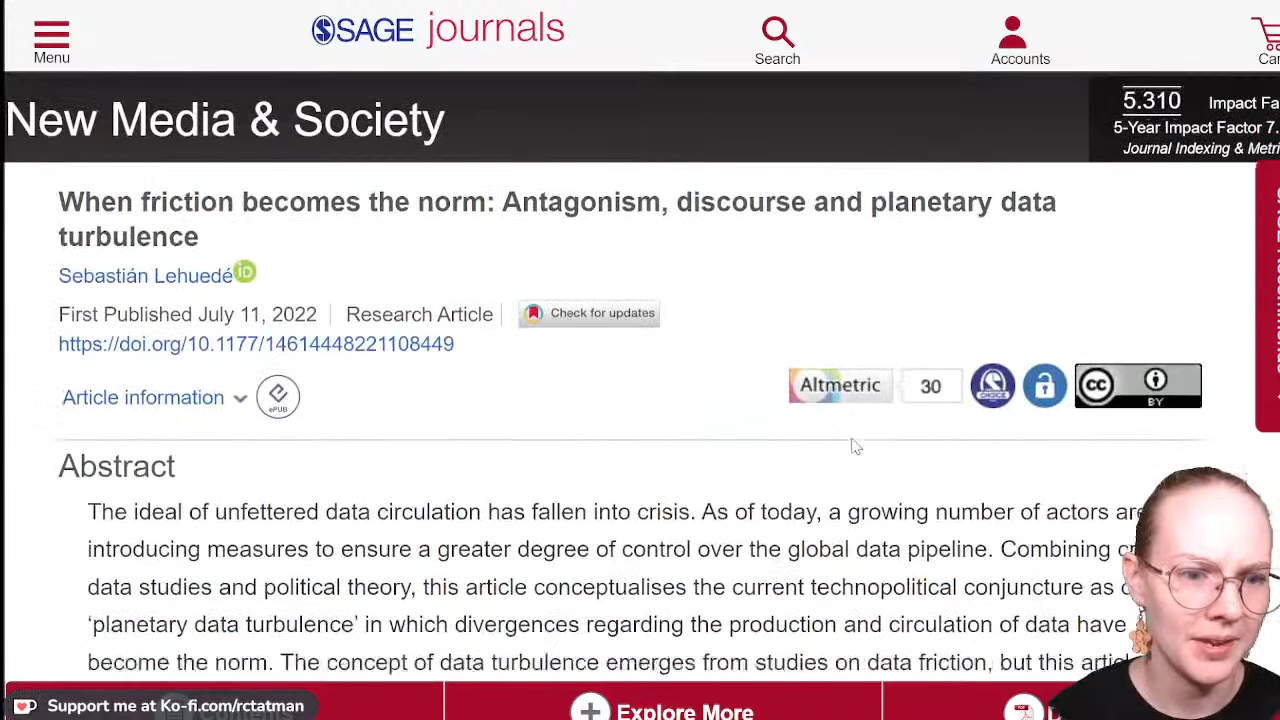 Menu
SAGE journals
Search
Accounts
New Media & Society
5.310
5-Year Impact Factor 7.
Journal Indexing & Metri
When friction becomes the norm: Antagonism, discourse and planetary data
turbulence
Sebastián Lehuedé iD
First Published July 11, 2022
Research Article
Check for updates
https://doi.org/10.1177/14614448221108449
Article information
ePUB
Altmetric
30
CHOICE
cc
BY
Abstract
The ideal of unfettered data circulation has fallen into crisis. As of today, a growing number of actors are
introducing measures to ensure a greater degree of control over the global data pipeline. Combining
data studies and political theory, this article conceptualises the current technopolitical conjuncture as
‘planetary data turbulence’ in which divergences regarding the production and circulation of data have
become the norm. The concept of data turbulence emerges from studies on data friction, but this
Support me at Ko-fi.com/rctatman
Explore More
PDF